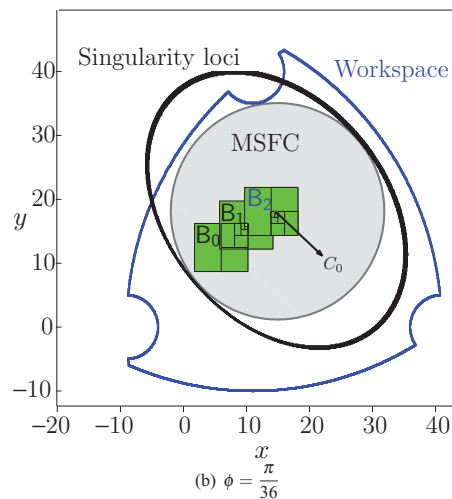 40
30
20
10
0
−10
y
Singularity loci
Workspace
MSFC
B2
B1
B0
C0
−20 −10 0 10 20 30 40
x
(b) ϕ = π/36